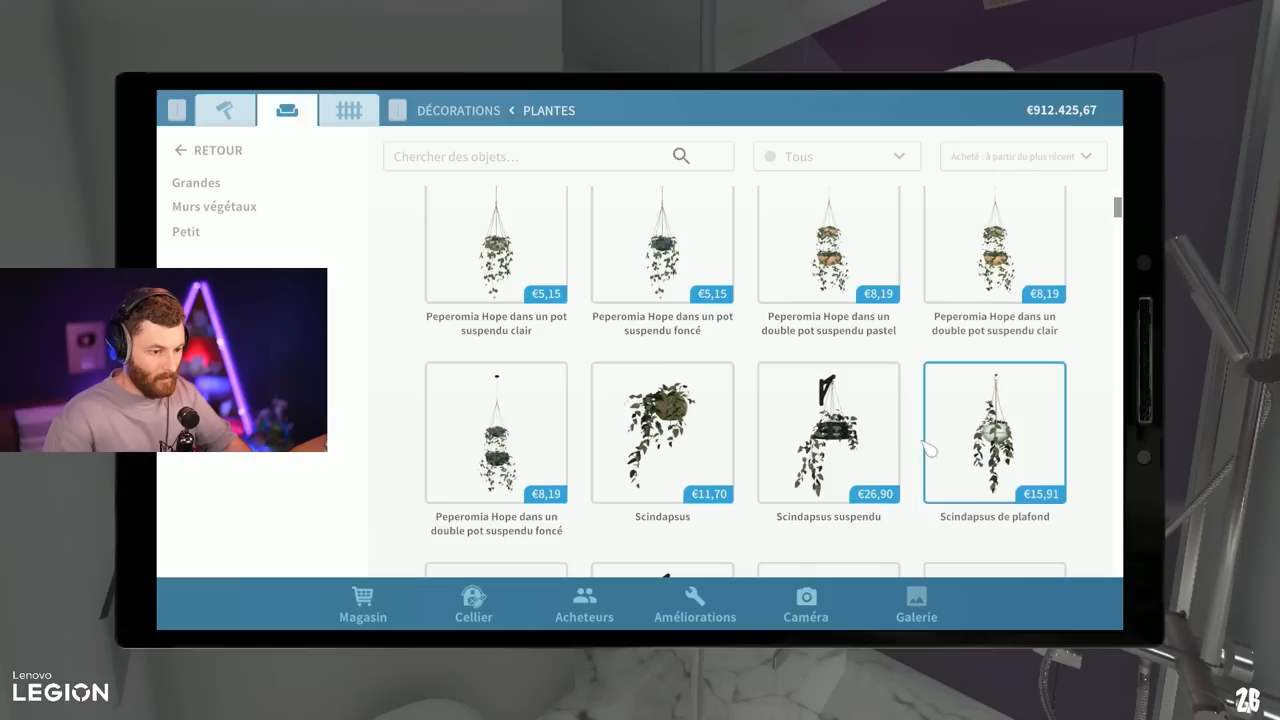 DÉCORATIONS < PLANTES
€912.425,67
RETOUR
Chercher des objets...
Tous
Acheté : à partir du plus récent
Grandes
Murs végétaux
Petit
€5,15
€5,15
€8,19
€8,19
Peperomia Hope dans un pot
suspendu clair
Peperomia Hope dans un pot
suspendu foncé
Peperomia Hope dans un
double pot suspendu pastel
Peperomia Hope dans un
double pot suspendu clair
€8,19
€11,70
€26,90
€15,91
Peperomia Hope dans un
double pot suspendu foncé
Scindapsus
Scindapsus suspendu
Scindapsus de plafond
Magasin
Cellier
Acheteurs
Améliorations
Caméra
Galerie
Lenovo
LEGION
26